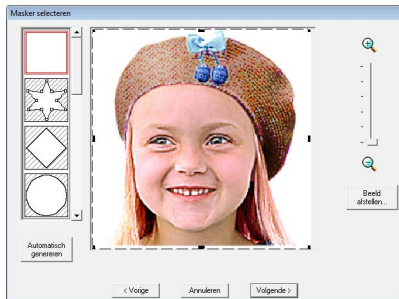 Masker selecteren
Beeld
afstellen...
Automatisch
genereren
< Vorige
Annuleren
Volgende >